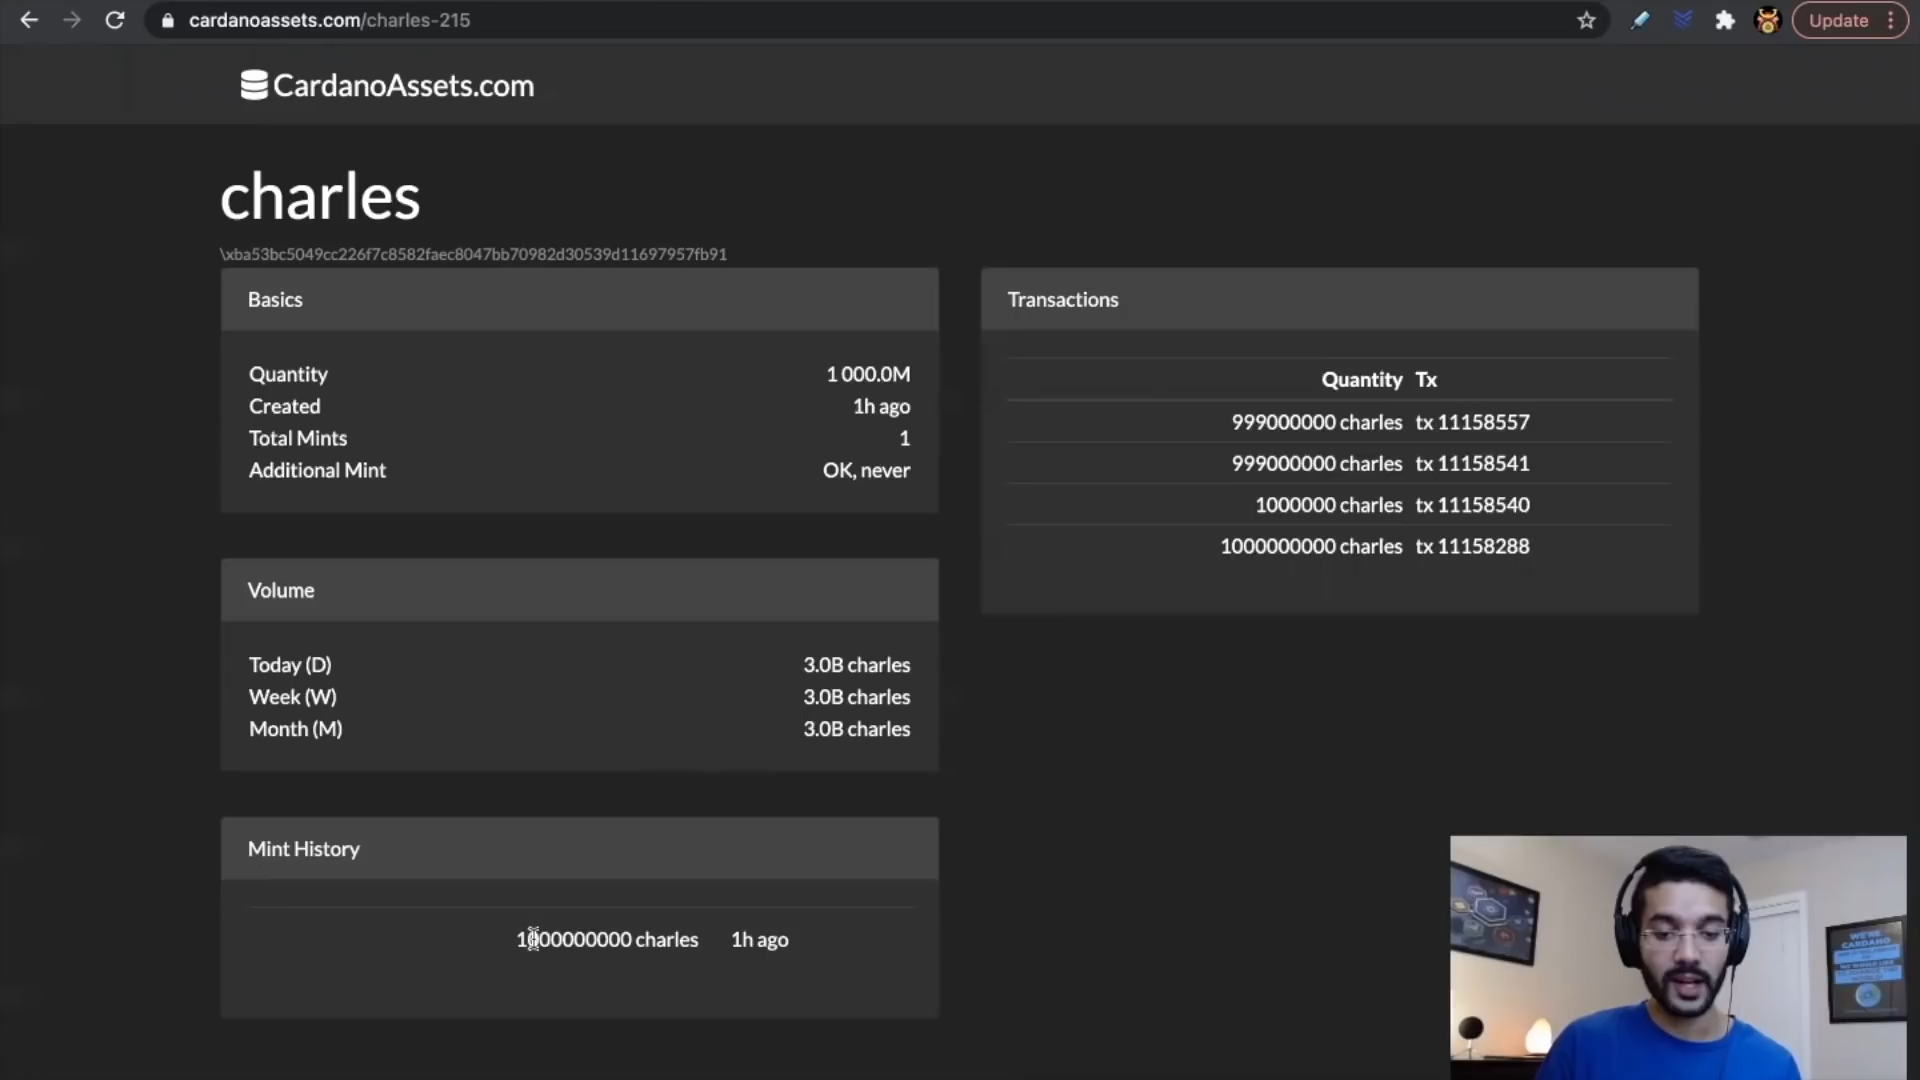 cardanoassets.com/charles-215
Update
CardanoAssets.com
charles
\xba53bc5049cc226f7c8582faec8047bb70982d30539d11697957fb91
Basics
Quantity 1 000.0M
Created 1h ago
Total Mints 1
Additional Mint OK, never
Volume
Today (D) 3.0B charles
Week (W) 3.0B charles
Month (M) 3.0B charles
Mint History
1000000000 charles 1h ago
Transactions
Quantity Tx
999000000 charles tx 11158557
999000000 charles tx 11158541
1000000 charles tx 11158540
1000000000 charles tx 11158288
WE'RE
CARDANO